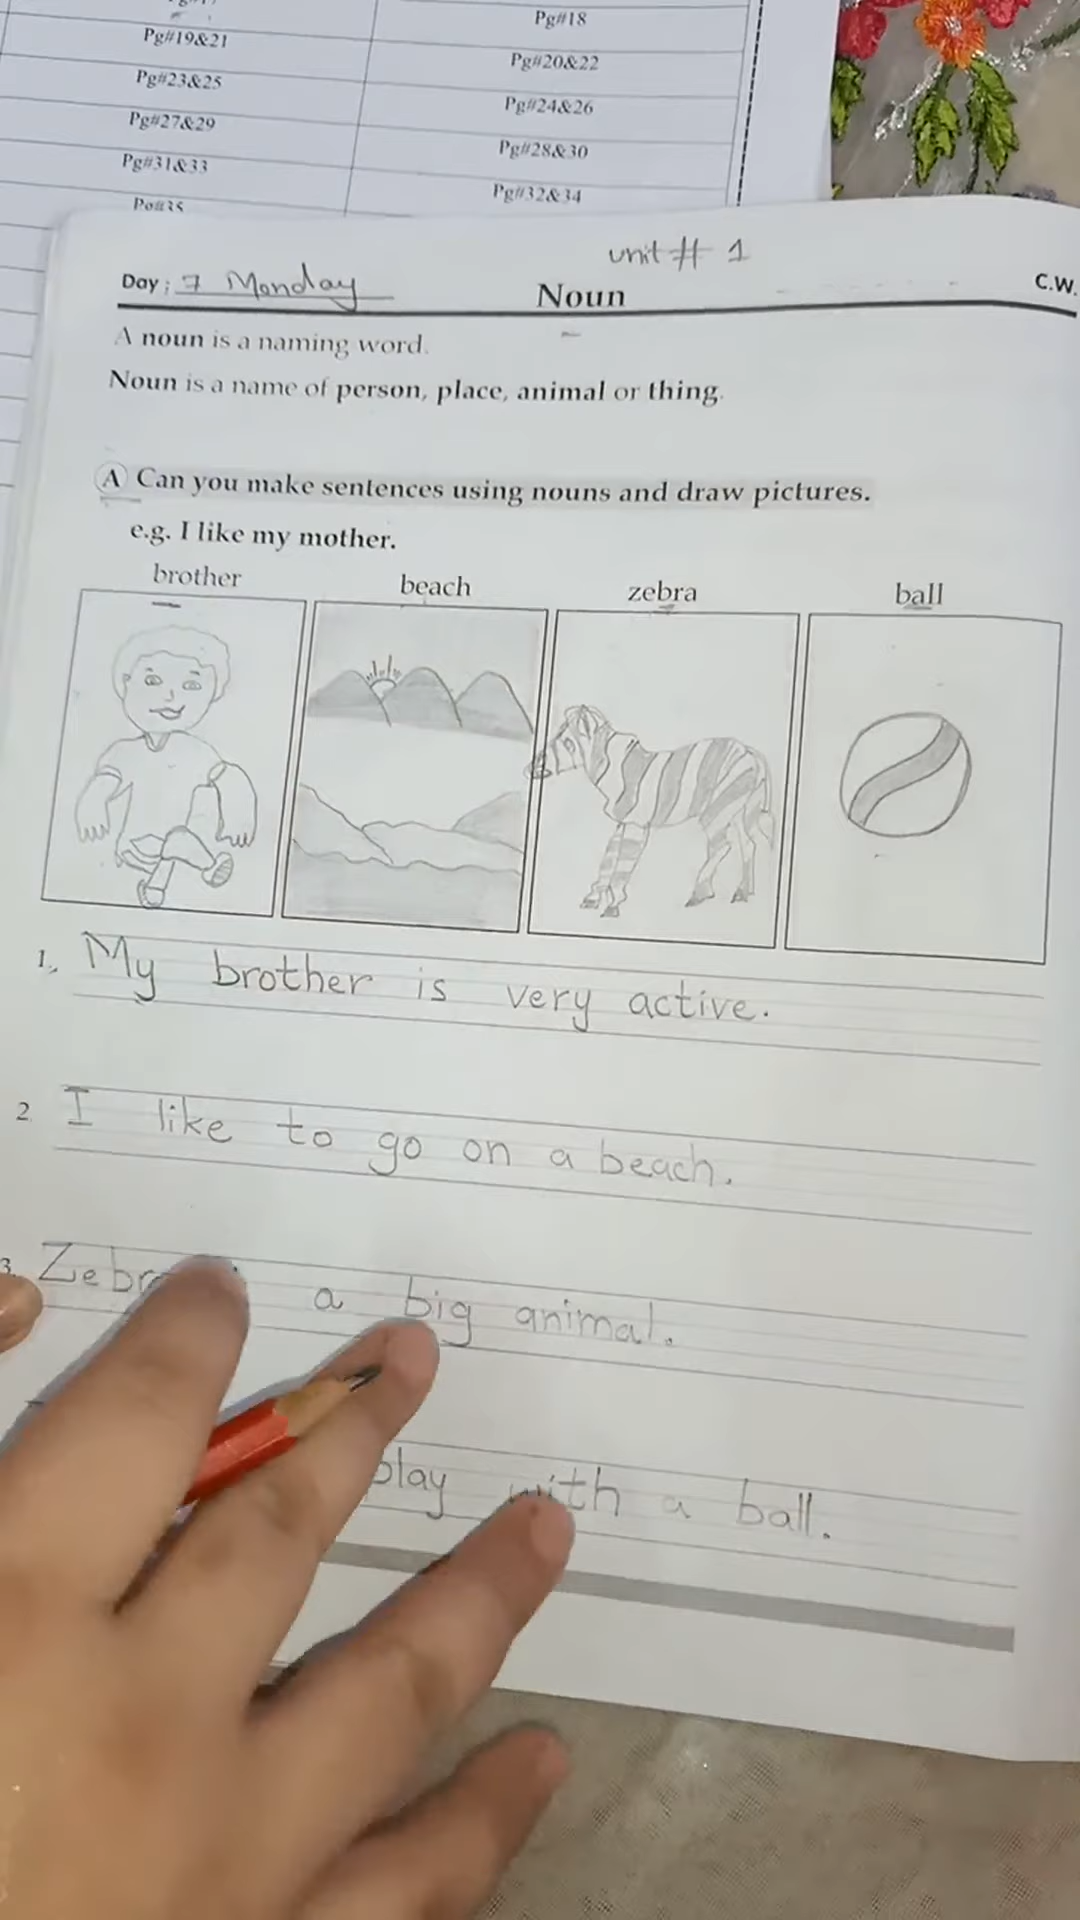 Pg#18
Pg#19&21
Pg#20&22
Pg#23&25
Pg#24&26
Pg#27&29
Pg#28&30
Pg#31&33
Pg#32&34
unit # 1
Day: 7 Monday
Noun
C.W.
A noun is a naming word.
Noun is a name of person, place, animal or thing.
A Can you make sentences using nouns and draw pictures.
e.g. I like my mother.
brother beach zebra ball
1. My brother is very active.
2 I like to go on a beach.
3. a big animal.
play with a ball.